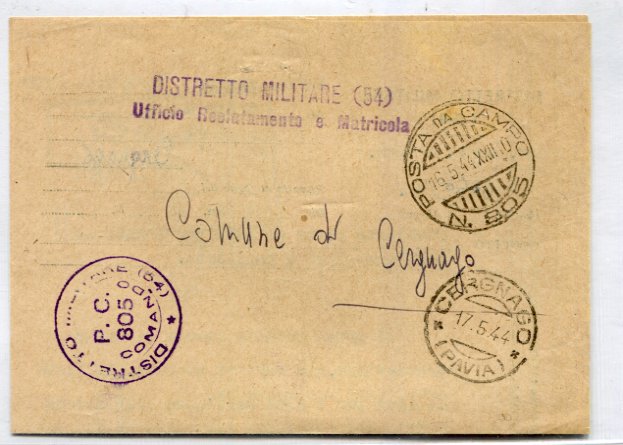 DISTRETTO MILITARE (54)
Ufficio Reclutamento e Matricola
POSTA DA CAMPO
16.5.44 XXII.0
N. 805
Comune di
Cergnago
DISTRETTO MILITARE (54)
P. C.
805
COMANDO
CERGNAGO
17.5.44
(PAVIA)